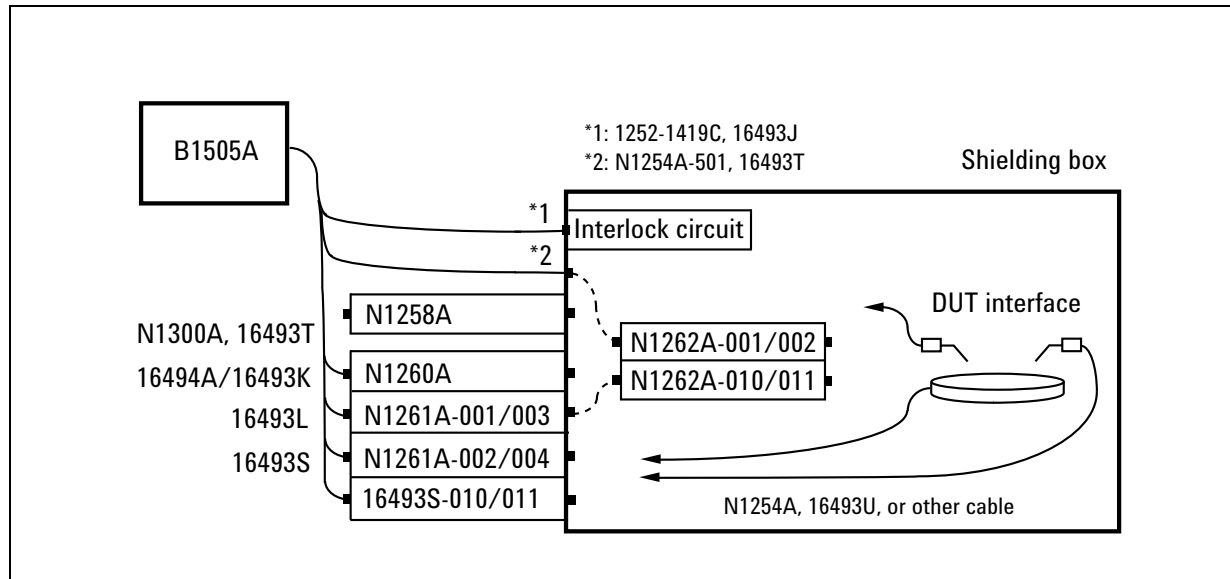 B1505A
*1: 1252-1419C, 16493J
*2: N1254A-501, 16493T
Shielding box
*1
Interlock circuit
*2
N1258A
DUT interface
N1300A, 16493T
N1262A-001/002
16494A/16493K
N1260A
N1262A-010/011
16493L
N1261A-001/003
16493S
N1261A-002/004
16493S-010/011
N1254A, 16493U, or other cable